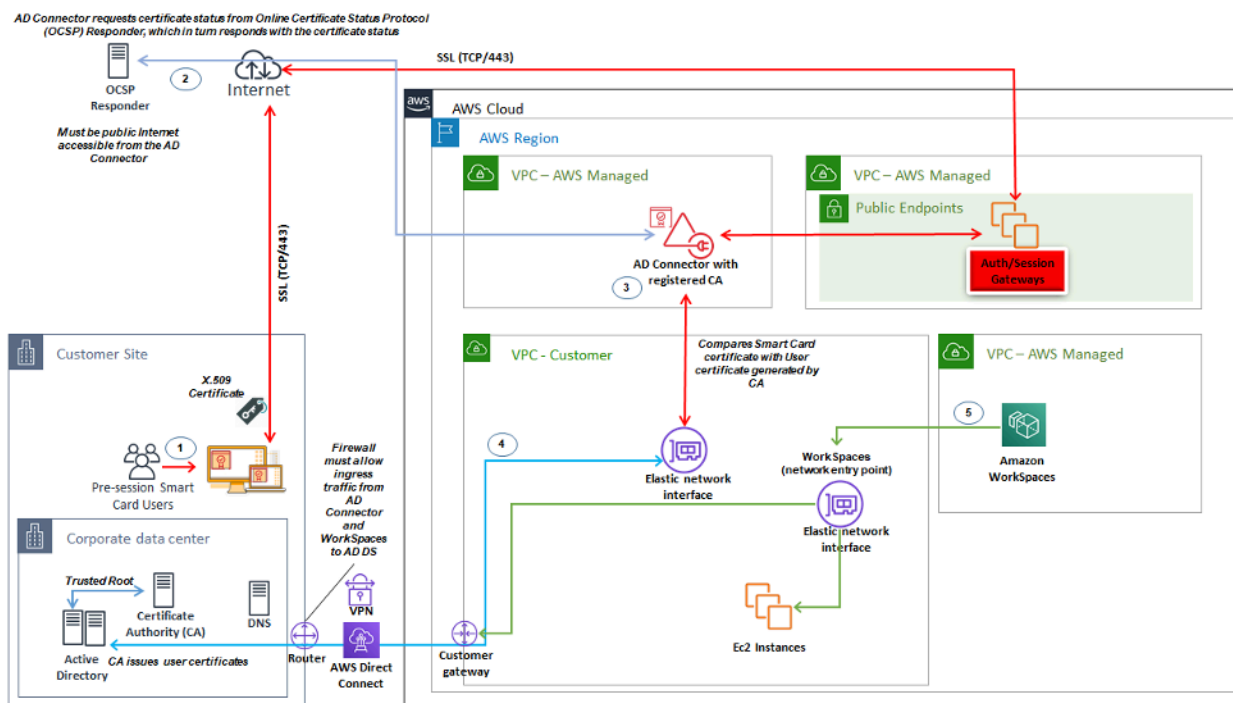 AD Connector requests certificate status from Online Certificate Status Protocol
(OCSP) Responder, which in turn responds with the certificate status
SSL (TCP/443)
2
OCSP
Responder
Internet
Must be public Internet
accessible from the AD
Connector
aws
AWS Cloud
AWS Region
VPC – AWS Managed
VPC – AWS Managed
Public Endpoints
AD Connector with
registered CA
3
Auth/Session
Gateways
SSL (TCP/443)
Customer Site
X.509
Certificate
1
Pre-session Smart
Card Users
Firewall
must allow
ingress
traffic from
AD
Connector
and
WorkSpaces
to AD DS
VPC - Customer
Compares Smart Card
certificate with User
certificate generated by
CA
VPC – AWS Managed
4
5
Elastic network
interface
WorkSpaces
(network entry point)
Elastic network
interface
Amazon
WorkSpaces
Corporate data center
Trusted Root
Certificate
Authority (CA)
DNS
VPN
Active
Directory
CA issues user certificates
Router
AWS Direct
Connect
Customer
gateway
Ec2 Instances